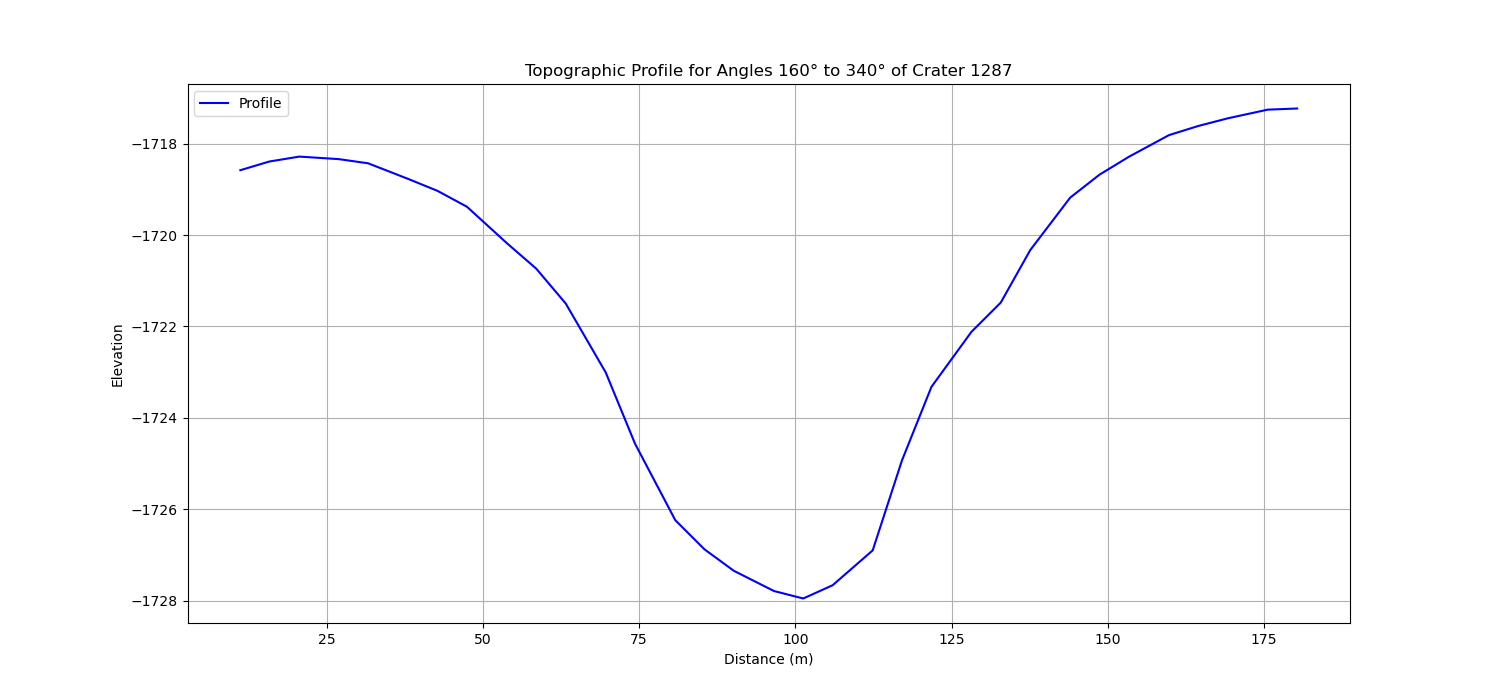 Topographic Profile for Angles 160° to 340° of Crater 1287
Profile
−1718
−1720
−1722
−1724
−1726
−1728
Elevation
25 50 75 100 125 150 175
Distance (m)